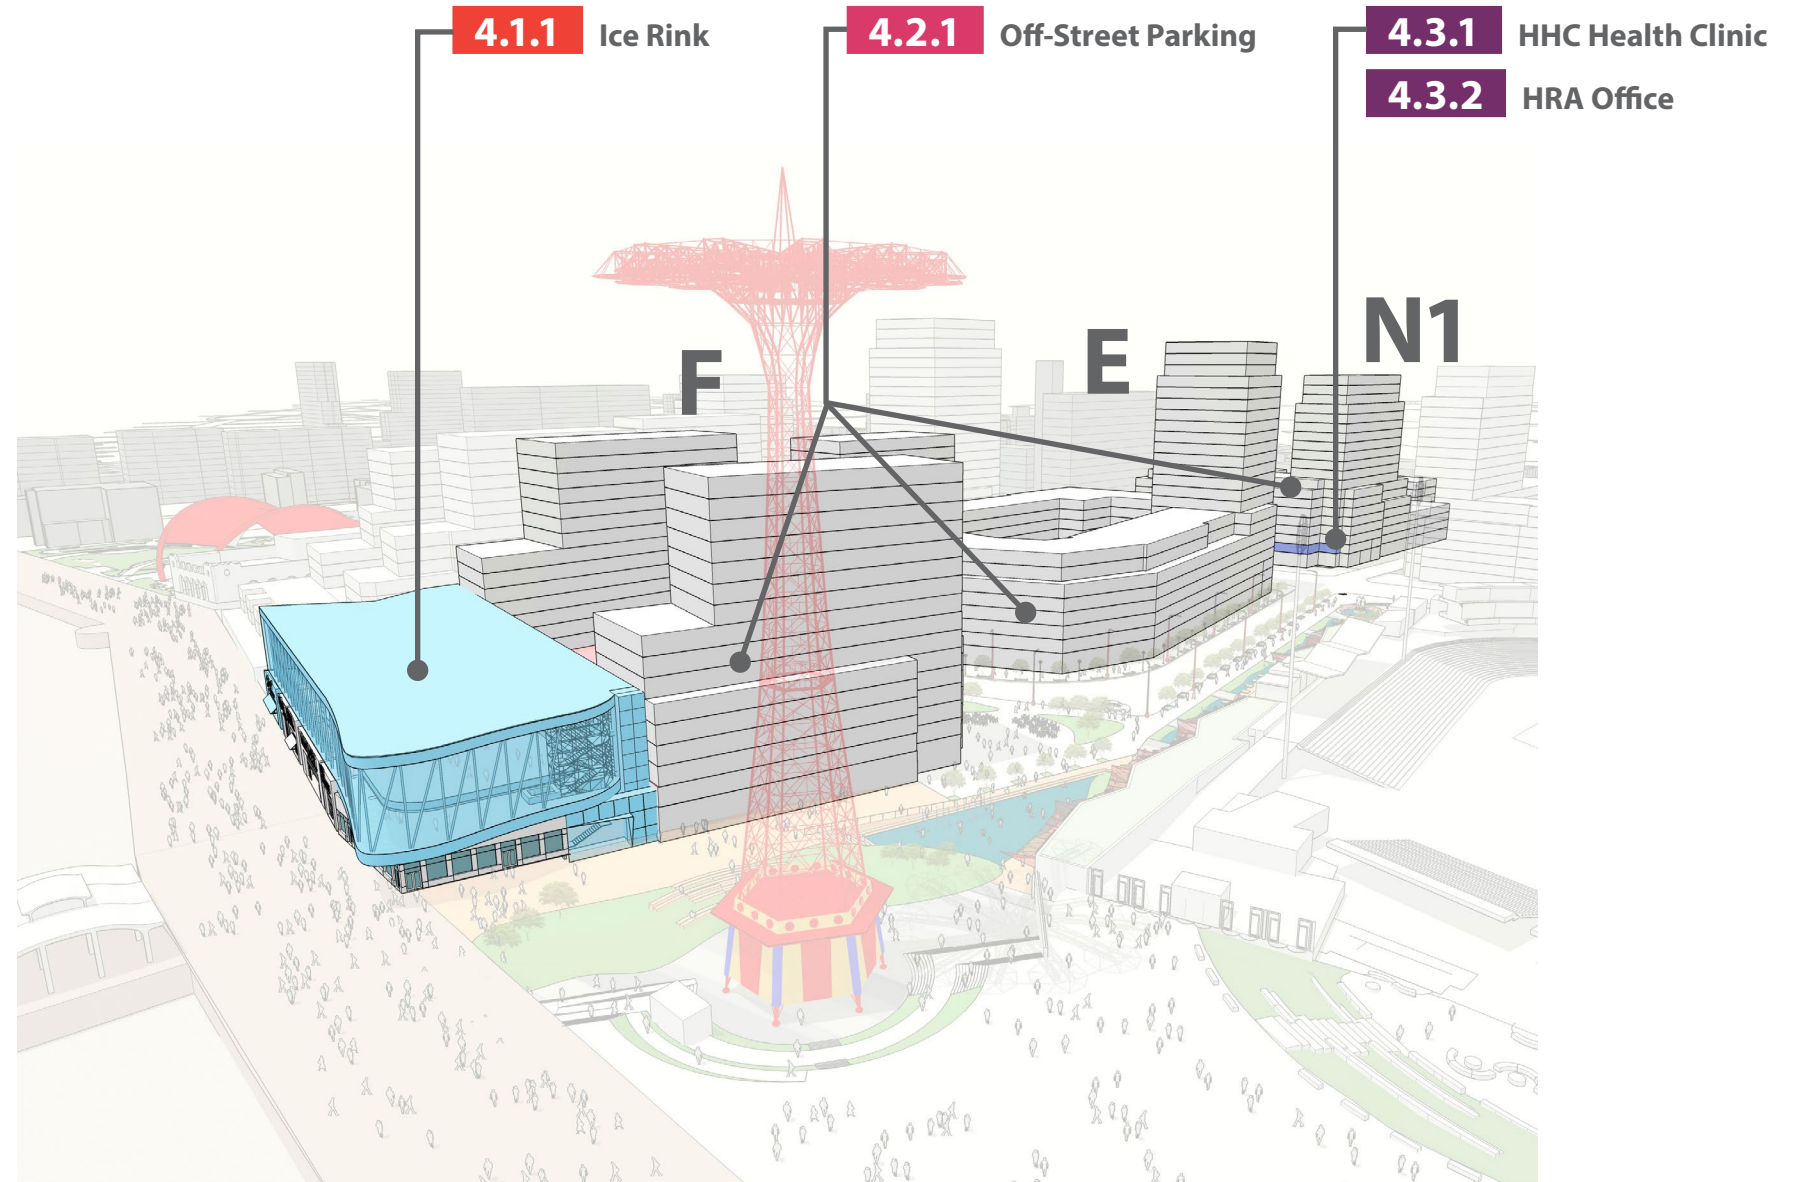 4.1.1 Ice Rink
4.2.1 Off-Street Parking
4.3.1 HHC Health Clinic
4.3.2 HRA Office
N1
E
F